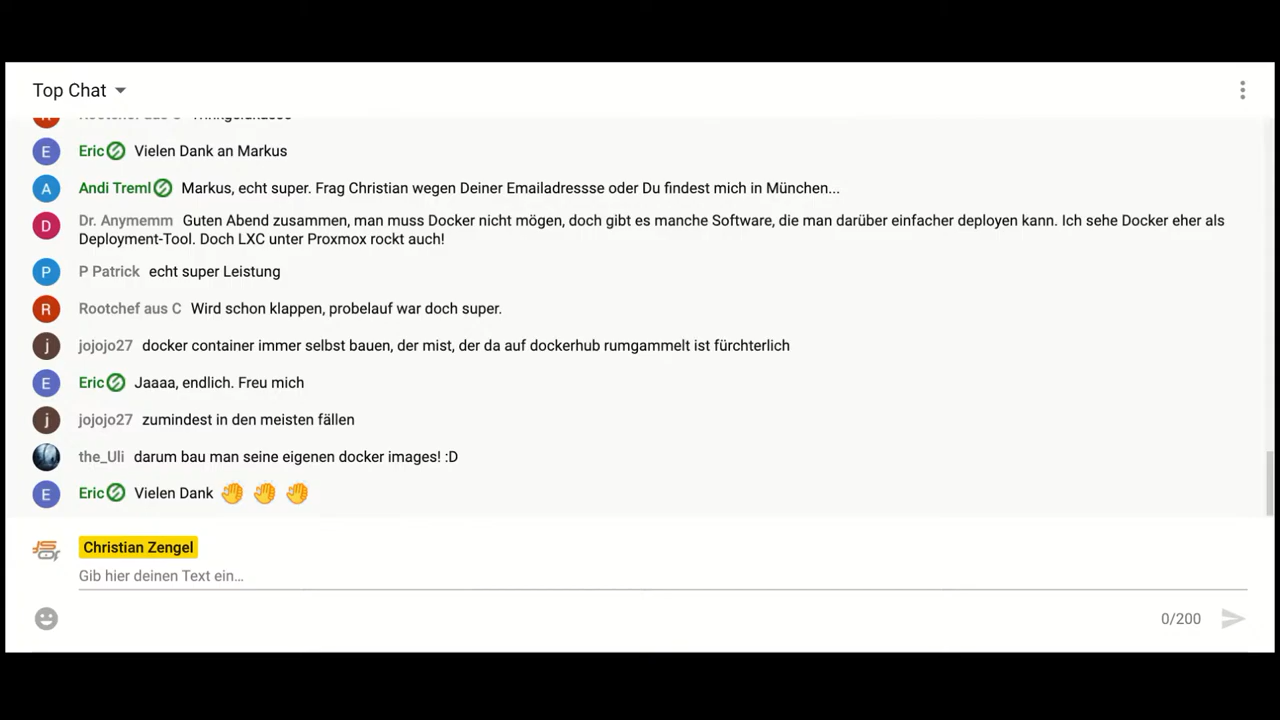 Top Chat
Eric Vielen Dank an Markus
Andi Treml Markus, echt super. Frag Christian wegen Deiner Emailadressse oder Du findest mich in München...
Dr. Anymemm Guten Abend zusammen, man muss Docker nicht mögen, doch gibt es manche Software, die man darüber einfacher deployen kann. Ich sehe Docker eher als
Deployment-Tool. Doch LXC unter Proxmox rockt auch!
P Patrick echt super Leistung
Rootchef aus C Wird schon klappen, probelauf war doch super.
jojojo27 docker container immer selbst bauen, der mist, der da auf dockerhub rumgammelt ist fürchterlich
Eric Jaaaa, endlich. Freu mich
jojojo27 zumindest in den meisten fällen
the_Uli darum bau man seine eigenen docker images! :D
Eric Vielen Dank 👋 👋 👋
Christian Zengel
Gib hier deinen Text ein...
0/200